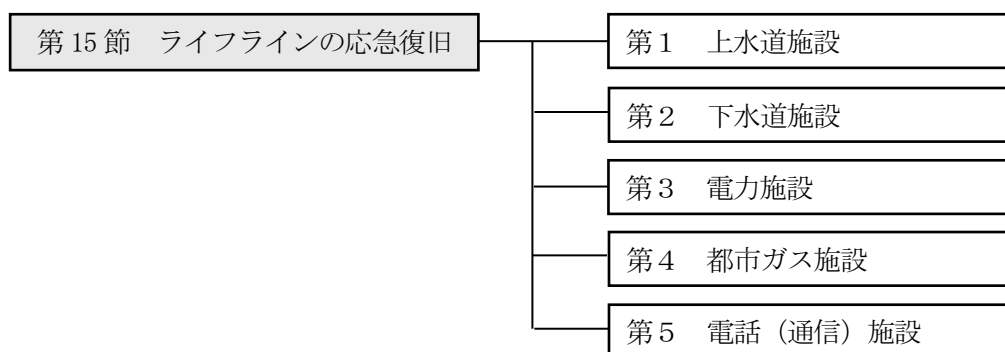 第 15 節　ライフラインの応急復旧
第１　上水道施設
第２　下水道施設
第３　電力施設
第４　都市ガス施設
第５　電話（通信）施設